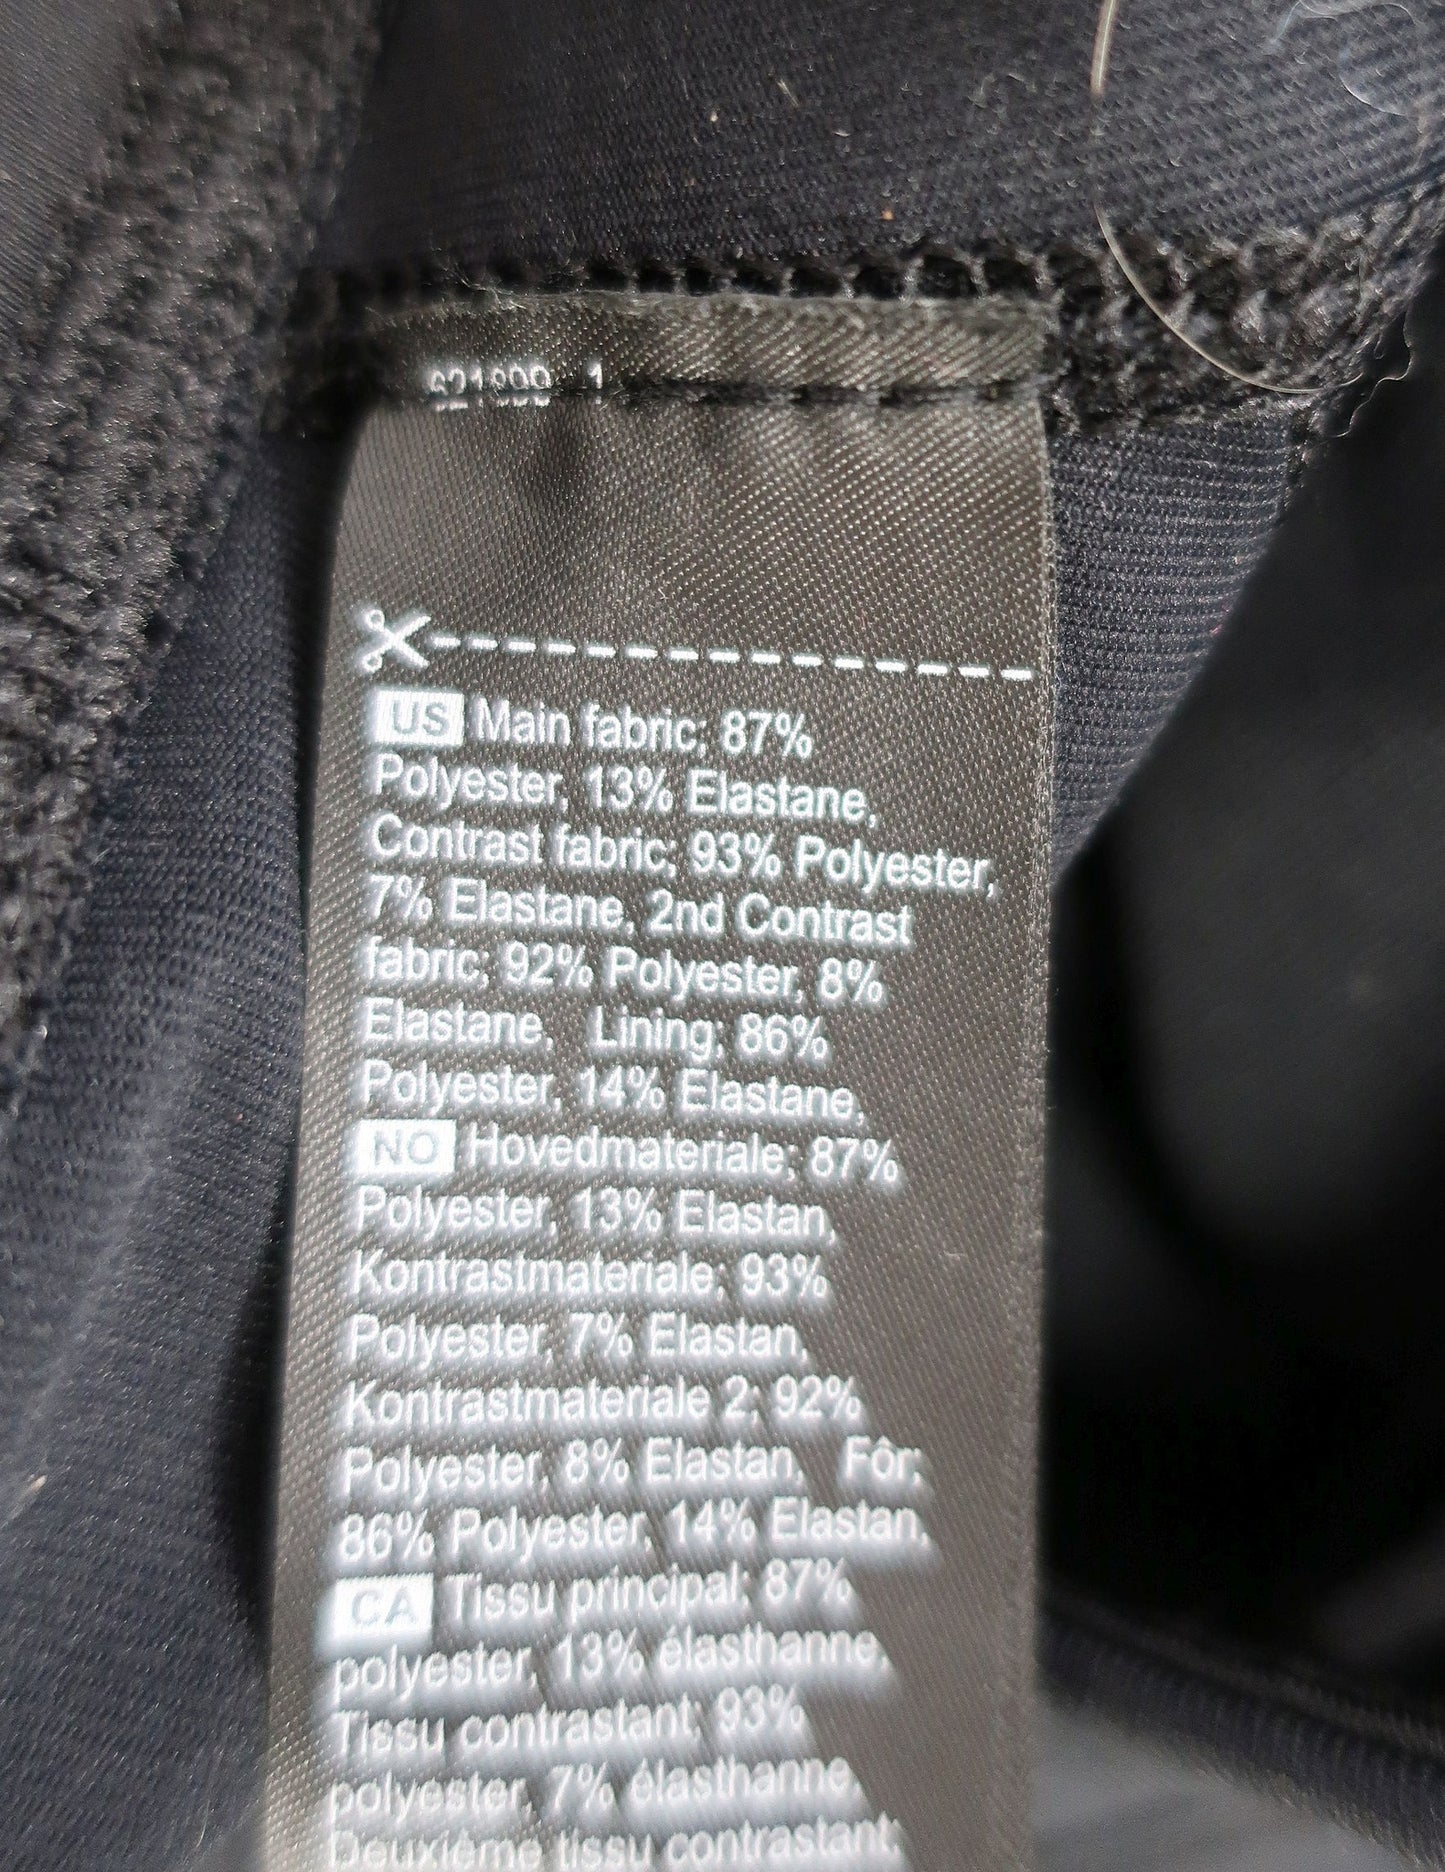 US Main fabric; 87%
Polyester, 13% Elastane,
Contrast fabric; 93% Polyester,
7% Elastane, 2nd Contrast
fabric; 92% Polyester, 8%
Elastane, Lining; 86%
Polyester, 14% Elastane,
NO Hovedmateriale; 87%
Polyester, 13% Elastan,
Kontrastmateriale; 93%
Polyester, 7% Elastan,
Kontrastmateriale 2; 92%
Polyester, 8% Elastan, Fôr;
86% Polyester, 14% Elastan,
CA Tissu principal; 87%
polyester, 13% élasthanne,
Tissu contrastant; 93%
polyester, 7% élasthanne,
Deuxième tissu contrastant;